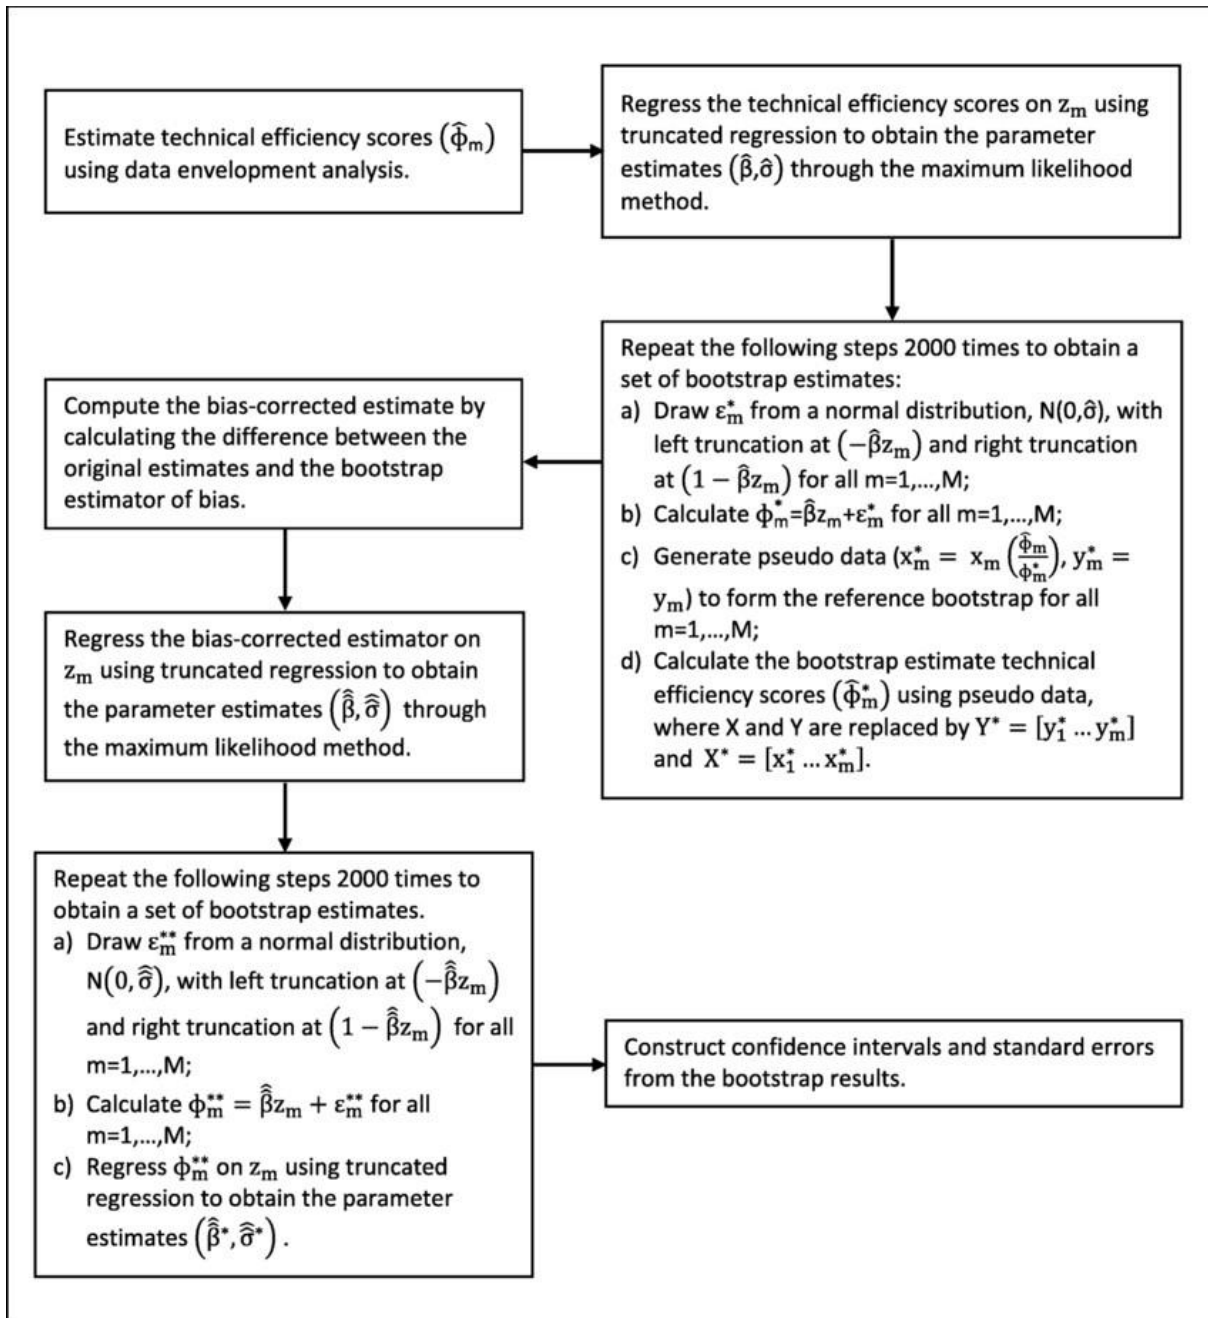 Estimate technical efficiency scores (ϕ̂ₘ)
using data envelopment analysis.
Regress the technical efficiency scores on zₘ using
truncated regression to obtain the parameter
estimates (β̂,σ̂) through the maximum likelihood
method.
Repeat the following steps 2000 times to obtain a
set of bootstrap estimates:
a) Draw ε*ₘ from a normal distribution, N(0,σ̂), with
left truncation at (−β̂zₘ) and right truncation
at (1 − β̂zₘ) for all m=1,...,M;
b) Calculate ϕ*ₘ=β̂zₘ+ε*ₘ for all m=1,...,M;
c) Generate pseudo data (x*ₘ = xₘ (ϕ̂ₘ/ϕ*ₘ), y*ₘ =
yₘ) to form the reference bootstrap for all
m=1,...,M;
d) Calculate the bootstrap estimate technical
efficiency scores (ϕ̂*ₘ) using pseudo data,
where X and Y are replaced by Y* = [y*₁ ... y*ₘ]
and X* = [x*₁ ... x*ₘ].
Compute the bias-corrected estimate by
calculating the difference between the
original estimates and the bootstrap
estimator of bias.
Regress the bias-corrected estimator on
zₘ using truncated regression to obtain
the parameter estimates (β̂̂, σ̂̂) through
the maximum likelihood method.
Repeat the following steps 2000 times to
obtain a set of bootstrap estimates.
a) Draw ε**ₘ from a normal distribution,
N(0, σ̂̂), with left truncation at (−β̂̂zₘ)
and right truncation at (1 − β̂̂zₘ) for all
m=1,...,M;
b) Calculate ϕ**ₘ = β̂̂zₘ + ε**ₘ for all
m=1,...,M;
c) Regress ϕ**ₘ on zₘ using truncated
regression to obtain the parameter
estimates (β̂̂*, σ̂̂*) .
Construct confidence intervals and standard errors
from the bootstrap results.